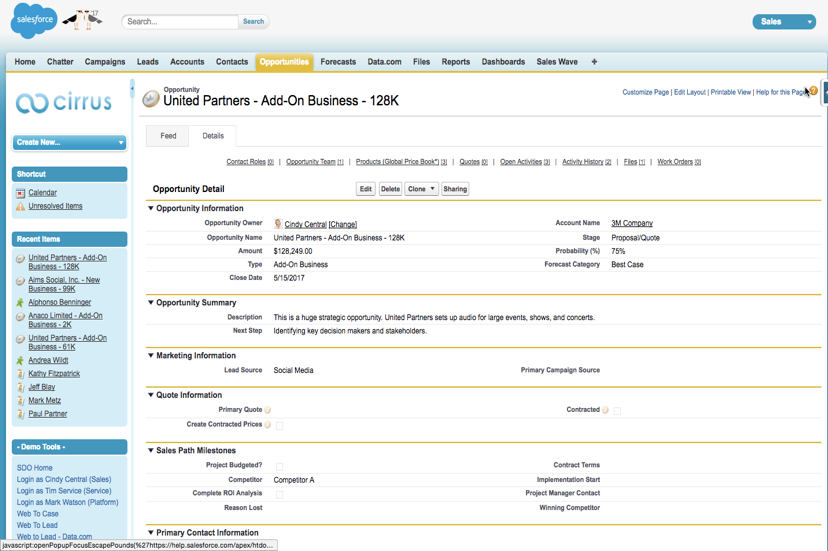 salesforce
Search...
Search
Sales
Home Chatter Campaigns Leads Accounts Contacts Opportunities Forecasts Data.com Files Reports Dashboards Sales Wave +
cirrus
Create New...
Shortcut
Calendar
Unresolved Items
Recent Items
United Partners - Add-On
Business - 128K
Aims Social, Inc. - New
Business - 99K
Alphonso Benninger
Anaco Limited - Add-On
Business - 2K
United Partners - Add-On
Business - 61K
Andrea Wildt
Kathy Fitzpatrick
Jeff Blay
Mark Metz
Paul Partner
- Demo Tools -
SDO Home
Login as Cindy Central (Sales)
Login as Tim Service (Service)
Login as Mark Watson (Platform)
Web To Case
Web To Lead
Web to Lead - Data.com
Opportunity
United Partners - Add-On Business - 128K
Customize Page | Edit Layout | Printable View | Help for this Page ?
Feed Details
Contact Roles [0] | Opportunity Team [1] | Products (Global Price Book*) [3] | Quotes [0] | Open Activities [3] | Activity History [2] | Files [1] | Work Orders [0]
Opportunity Detail Edit Delete Clone Sharing
Opportunity Information
Opportunity Owner Cindy Central [Change] Account Name 3M Company
Opportunity Name United Partners - Add-On Business - 128K Stage Proposal/Quote
Amount $128,249.00 Probability (%) 75%
Type Add-On Business Forecast Category Best Case
Close Date 5/15/2017
Opportunity Summary
Description This is a huge strategic opportunity. United Partners sets up audio for large events, shows, and concerts.
Next Step Identifying key decision makers and stakeholders.
Marketing Information
Lead Source Social Media Primary Campaign Source
Quote Information
Primary Quote Contracted
Create Contracted Prices
Sales Path Milestones
Project Budgeted? Contract Terms
Competitor Competitor A Implementation Start
Complete ROI Analysis Project Manager Contact
Reason Lost Winning Competitor
Primary Contact Information
javascript:openPopupFocusEscapePounds(%27https://help.salesforce.com/apex/htdo...